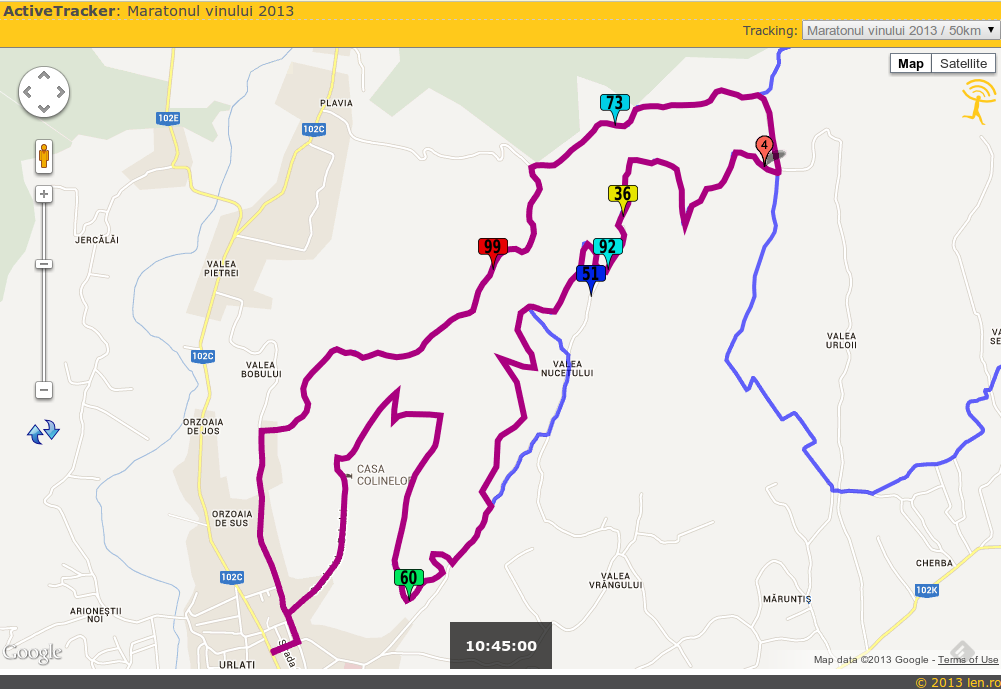 ActiveTracker: Maratonul vinului 2013
Tracking: Maratonul vinului 2013 / 50km
Map Satellite
PLAVIA
73
102E
102C
4
36
JERCĂLĂI
99
92
VALEA
PIETREI
51
102C
VALEA
BOBULUI
VALEA
NUCETULUI
VALEA
URLOII
VA
SE
ORZOAIA
DE JOS
CASA
COLINELOR
ORZOAIA
DE SUS
102C
60
VALEA
VRÂNGULUI
CHERBA
102K
MĂRUNȚIȘ
ARIONEȘTII
NOI
URLATI
10:45:00
Google
Map data ©2013 Google - Terms of Use
© 2013 len.ro